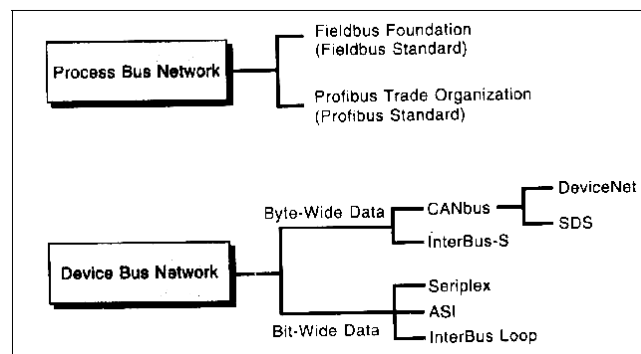 Fieldbus Foundation
(Fieldbus Standard)
Process Bus Network
Profibus Trade Organization
(Profibus Standard)
DeviceNet
Byte-Wide Data
CANbus
SDS
InterBus-S
Device Bus Network
Seriplex
ASI
Bit-Wide Data
InterBus Loop